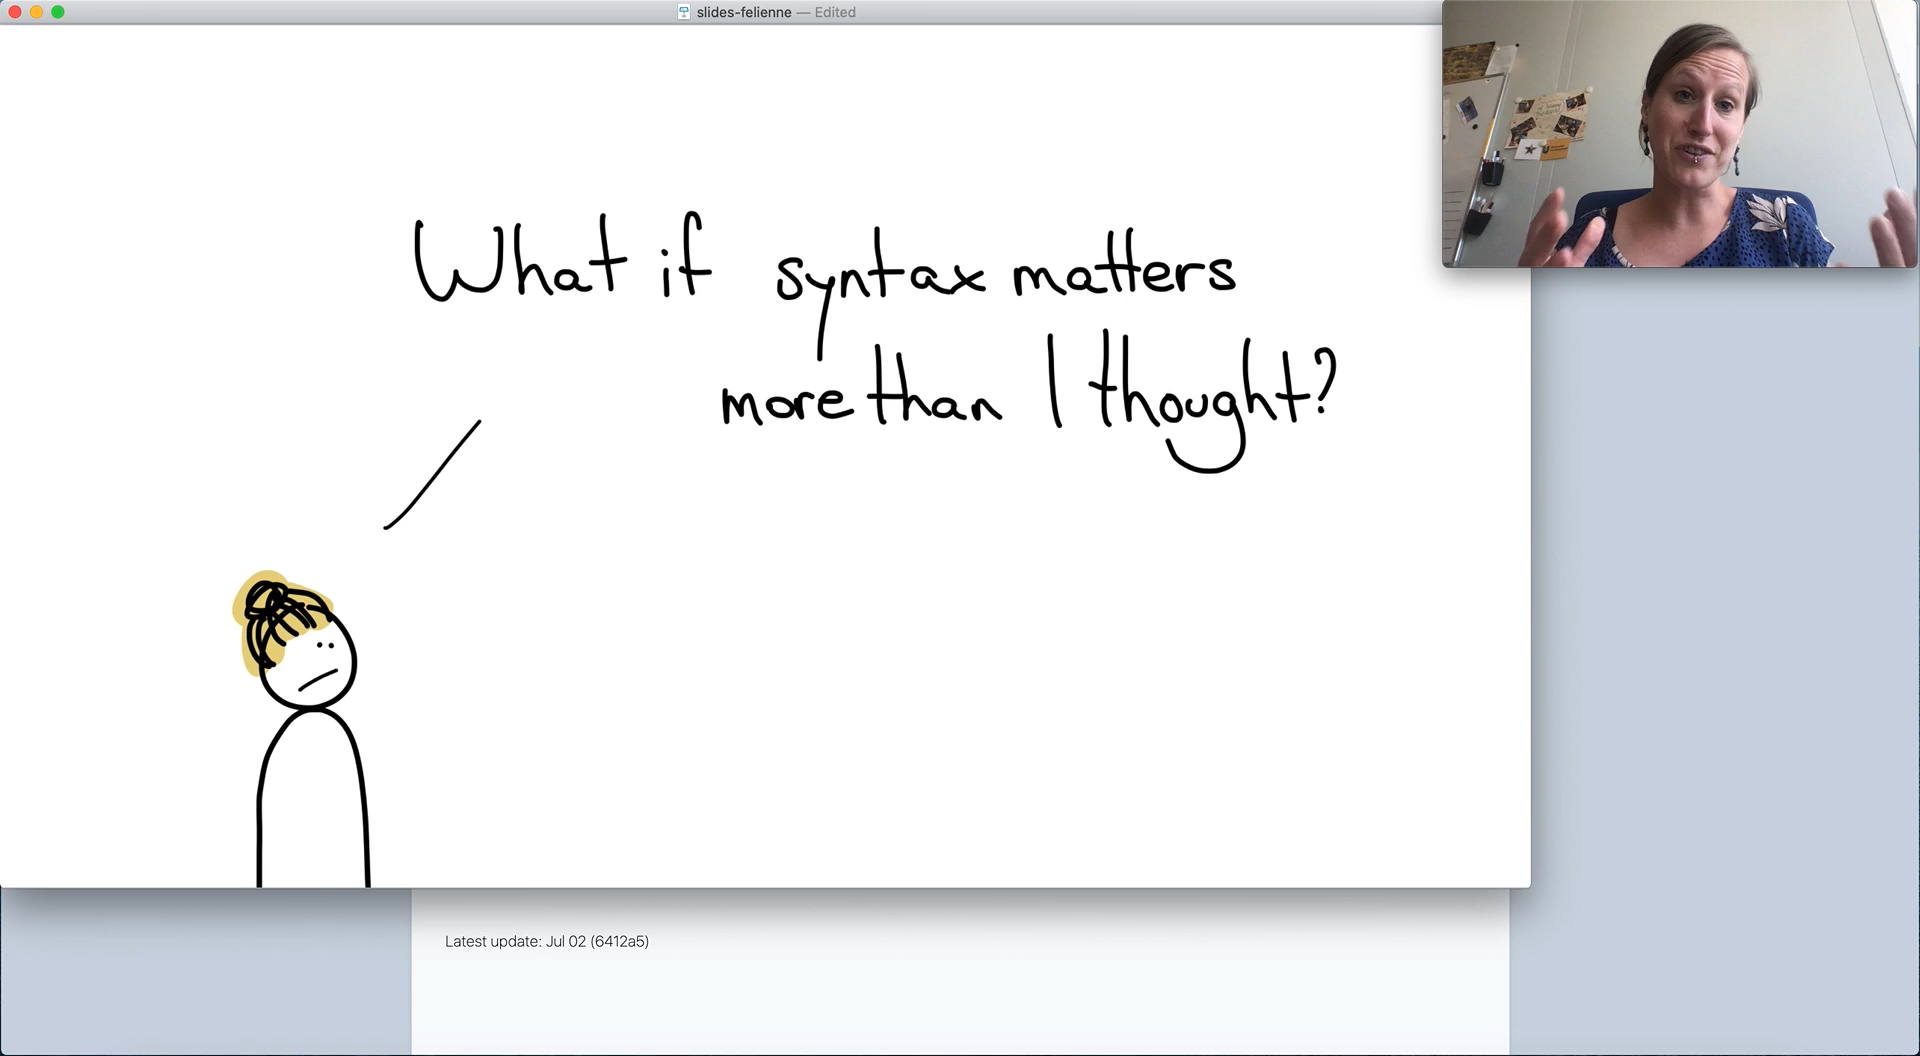 slides-felienne — Edited
What if syntax matters
more than I thought?
Latest update: Jul 02 (6412a5)